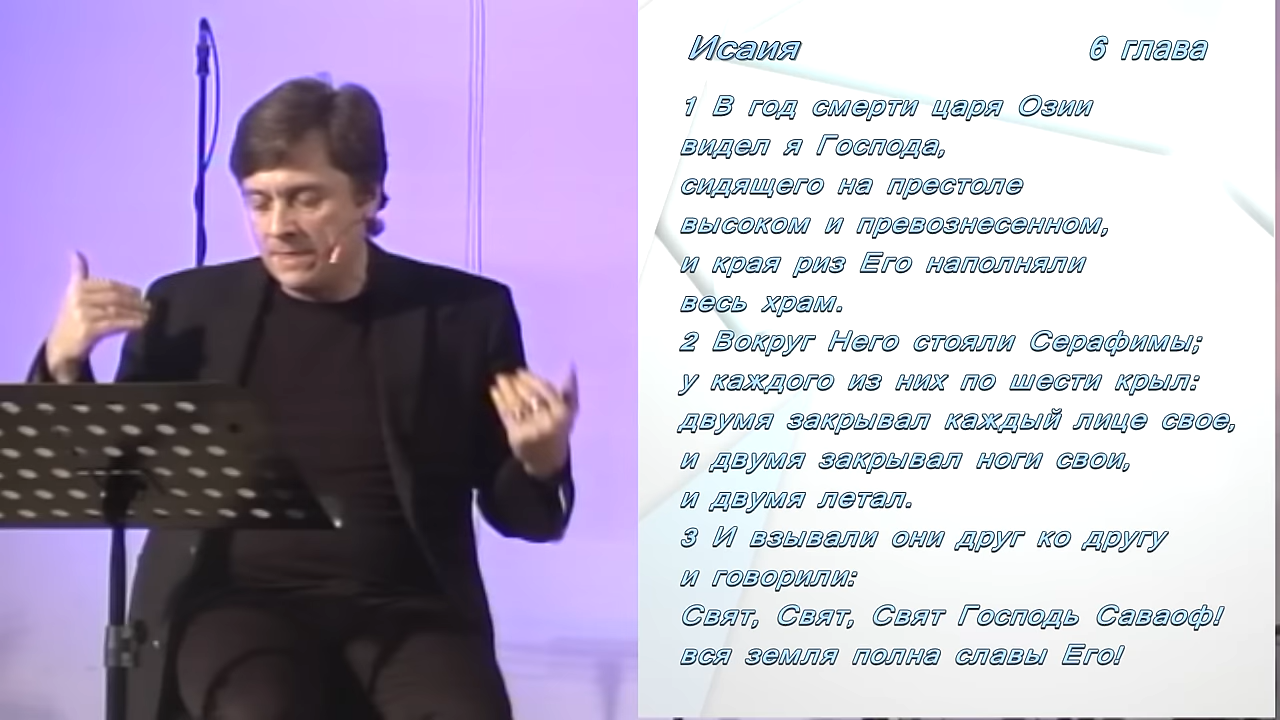 Исаия 6 глава
1 В год смерти царя Озии
видел я Господа,
сидящего на престоле
высоком и превознесенном,
и края риз Его наполняли
весь храм.
2 Вокруг Него стояли Серафимы;
у каждого из них по шести крыл:
двумя закрывал каждый лице свое,
и двумя закрывал ноги свои,
и двумя летал.
3 И взывали они друг ко другу
и говорили:
Свят, Свят, Свят Господь Саваоф!
вся земля полна славы Его!